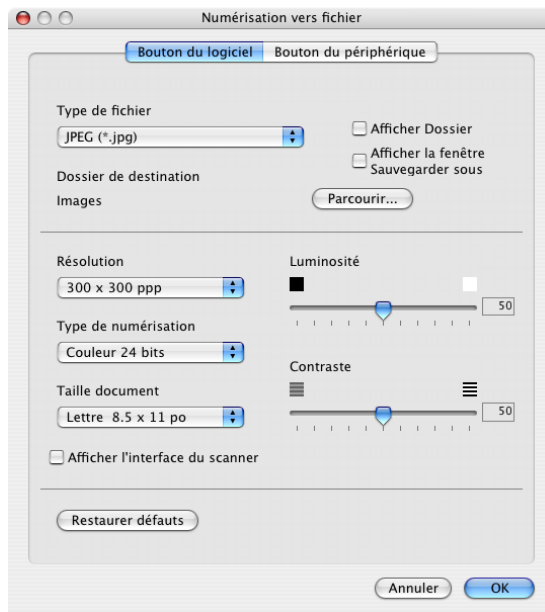 Numérisation vers fichier
Bouton du logiciel Bouton du périphérique
Type de fichier
JPEG (*.jpg)
Afficher Dossier
Afficher la fenêtre
Sauvegarder sous
Dossier de destination
Images
Parcourir...
Résolution
300 x 300 ppp
Luminosité
50
Type de numérisation
Couleur 24 bits
Contraste
50
Taille document
Lettre 8.5 x 11 po
Afficher l'interface du scanner
Restaurer défauts
Annuler OK